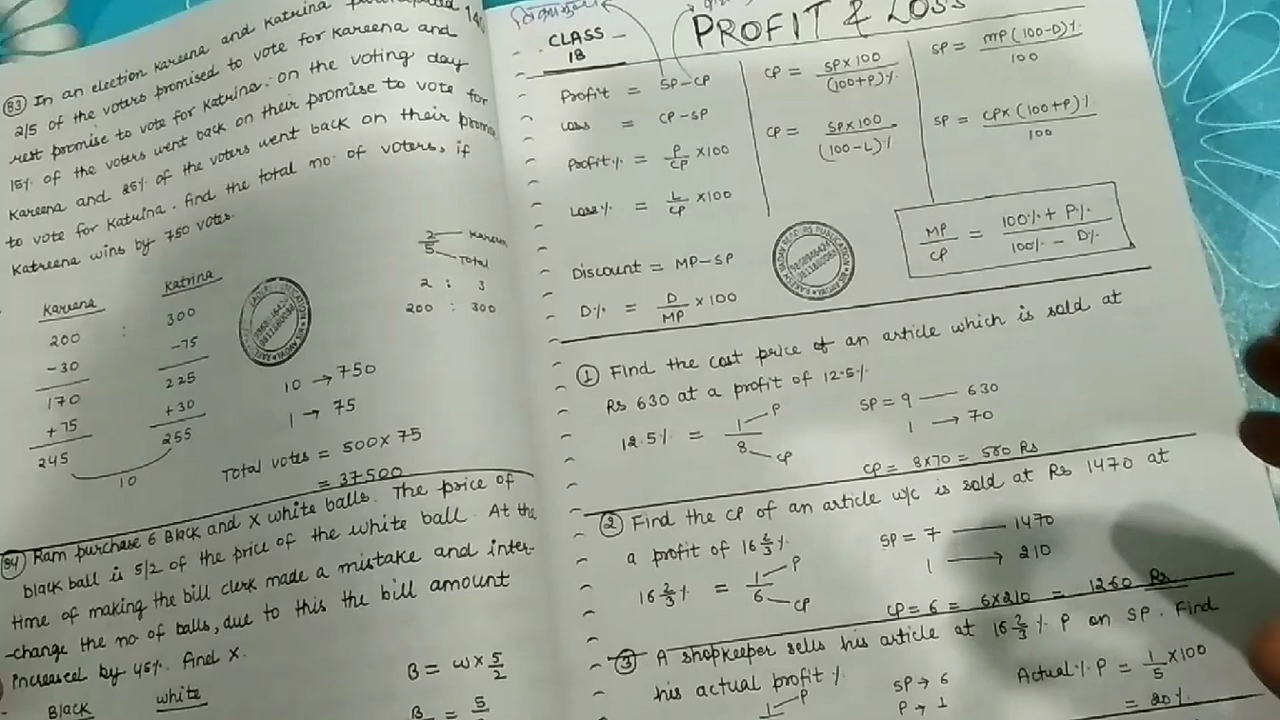 83) In an election Kareena and Katrina
2/5 of the voters promised to vote for Kareena and
rest promise to vote for Katrina. on the voting day
15% of the voters went back on their promise to vote for
Kareena and 25% of the voters went back on their
to vote for Katrina. find the total no. of voters, if
Katreena wins by 750 votes.
Kareena Katrina
200 : 300
-30 -75
170 225
+75 +30
245 255
10
2/5
Total
2 : 3
200 : 300
10 → 750
1 → 75
Total votes = 500 × 75
= 37500
84) Ram purchase 6 Black and X white balls. The price of
black ball is 5/2 of the price of the white ball. At the
time of making the bill clerk made a mistake and inter-
-change the no. of balls, due to this the bill amount
increased by 45%. find X.
Black white
B = W × 5/2
B = 5
CLASS -
18
PROFIT & LOSS
Profit = SP - CP
Loss = CP - SP
Profit% = P/CP × 100
Loss% = L/CP × 100
Discount = MP - SP
D% = D/MP × 100
CP = SP × 100/(100+P)%
CP = SP × 100/(100-L)%
SP = MP(100-D)%/100
SP = CP × (100+P)%/100
MP/CP = 100% + P%/100% - D%
① Find the cost price of an article which is sold at
Rs 630 at a profit of 12.5%
12.5% = 1/8
P
CP
SP = 9 — 630
1 → 70
CP = 8×70 = 560 Rs
② Find the CP of an article w/c is sold at Rs 1470 at
a profit of 16 2/3%
16 2/3% = 1/6
P
CP
SP = 7 — 1470
1 → 210
CP = 6 = 6×210 = 1260 Rs
③ A shopkeeper sells his article at 16 2/3 % P on SP. Find
his actual profit %
1
P
SP → 6
P → 1
Actual % P = 1/5 × 100
= 20%